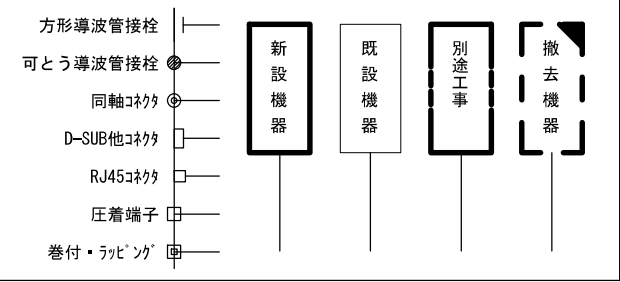 方形導波管接栓
可とう導波管接栓
同軸ｺﾈｸﾀ
D-SUB他ｺﾈｸﾀ
RJ45ｺﾈｸﾀ
圧着端子
巻付・ﾗｯﾋﾟﾝｸﾞ
新設機器
既設機器
別途工事
撤去機器